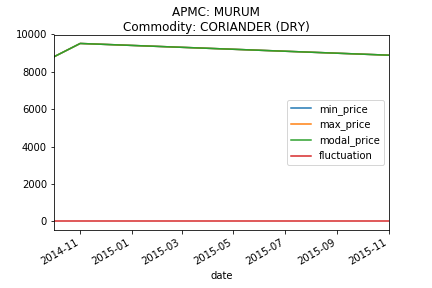 APMC: MURUM
Commodity: CORIANDER (DRY)
10000
8000
6000
4000
2000
0
min_price
max_price
modal_price
fluctuation
2014-11
2015-01
2015-03
2015-05
2015-07
2015-09
2015-11
date